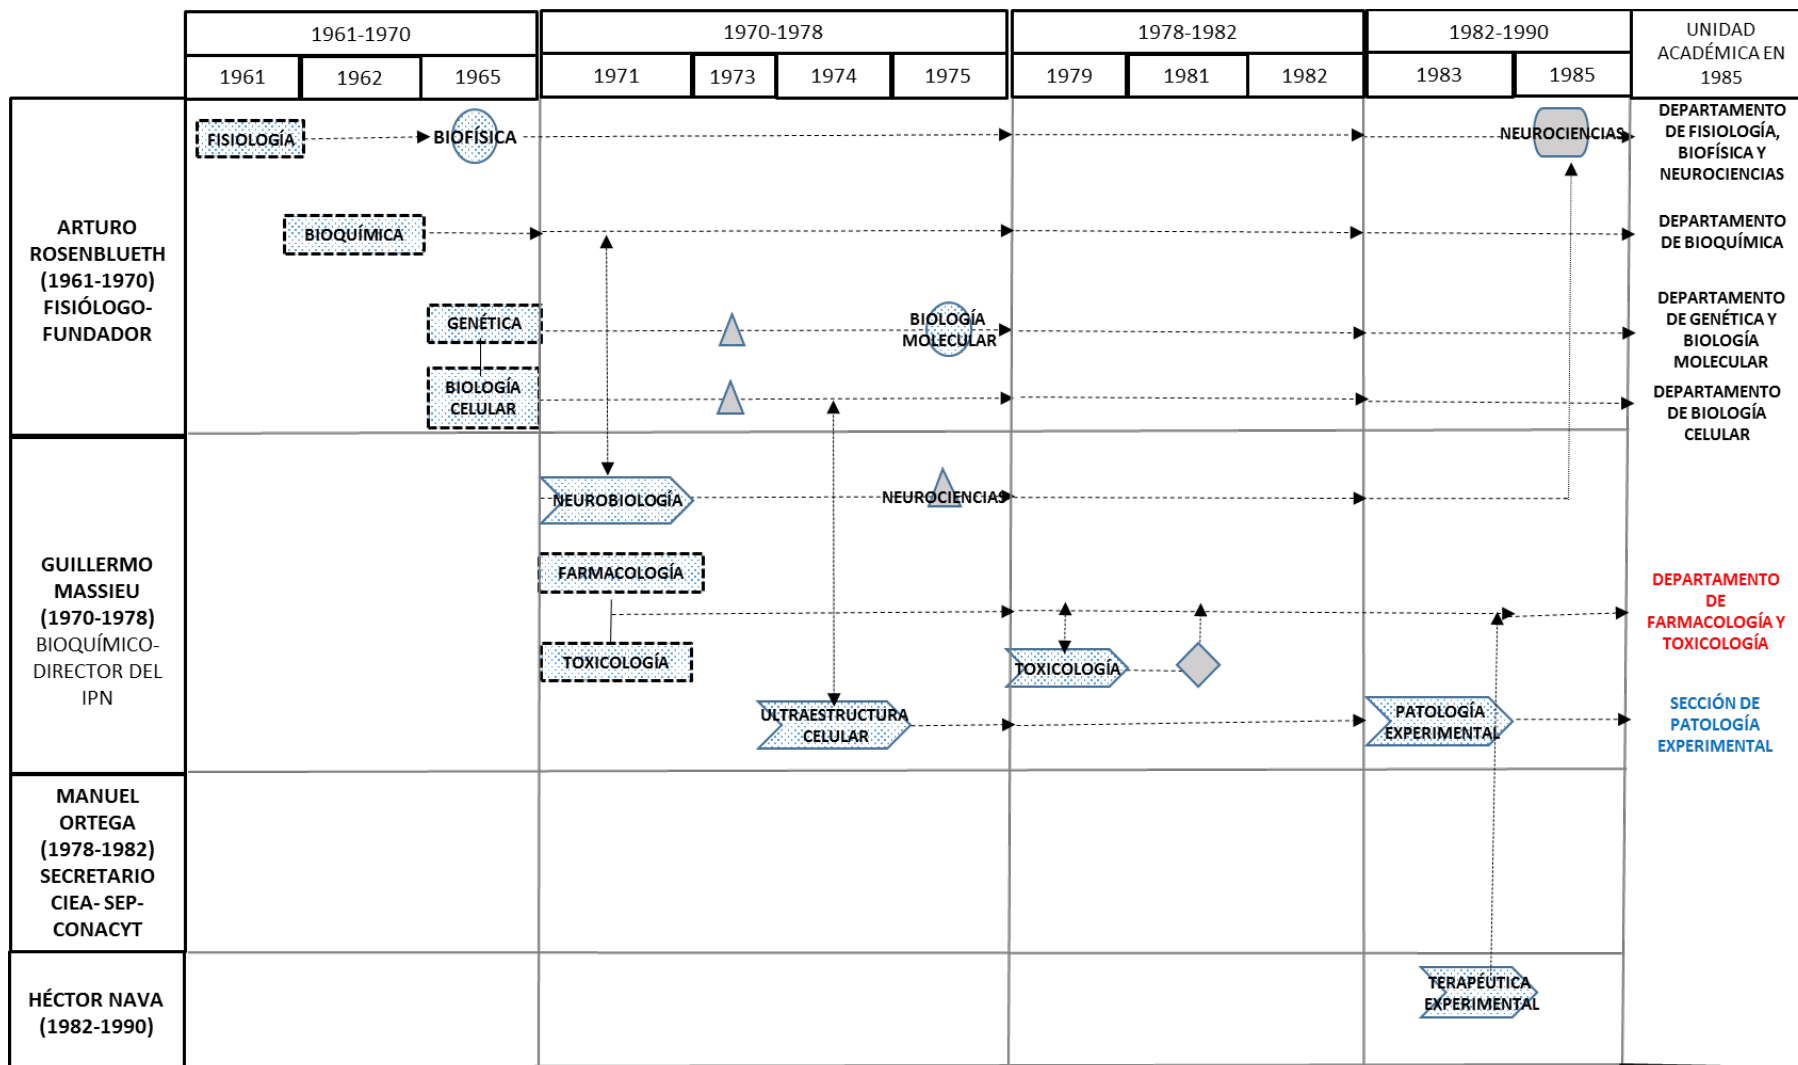 1961-1970
1970-1978
1978-1982
1982-1990
UNIDAD
ACADÉMICA EN
1985
1961
1962
1965
1971
1973
1974
1975
1979
1981
1982
1983
1985
ARTURO
ROSENBLUETH
(1961-1970)
FISIÓLOGO-
FUNDADOR
FISIOLOGÍA
BIOFÍSICA
NEUROCIENCIAS
DEPARTAMENTO
DE FISIOLOGÍA,
BIOFÍSICA Y
NEUROCIENCIAS
BIOQUÍMICA
DEPARTAMENTO
DE BIOQUÍMICA
GENÉTICA
BIOLOGÍA
MOLECULAR
DEPARTAMENTO
DE GENÉTICA Y
BIOLOGÍA
MOLECULAR
BIOLOGÍA
CELULAR
DEPARTAMENTO
DE BIOLOGÍA
CELULAR
GUILLERMO
MASSIEU
(1970-1978)
BIOQUÍMICO-
DIRECTOR DEL
IPN
NEUROBIOLOGÍA
NEUROCIENCIAS
FARMACOLOGÍA
TOXICOLOGÍA
TOXICOLOGÍA
DEPARTAMENTO
DE
FARMACOLOGÍA Y
TOXICOLOGÍA
ULTRAESTRUCTURA
CELULAR
PATOLOGÍA
EXPERIMENTAL
SECCIÓN DE
PATOLOGÍA
EXPERIMENTAL
MANUEL
ORTEGA
(1978-1982)
SECRETARIO
CIEA- SEP-
CONACYT
HÉCTOR NAVA
(1982-1990)
TERAPÉUTICA
EXPERIMENTAL